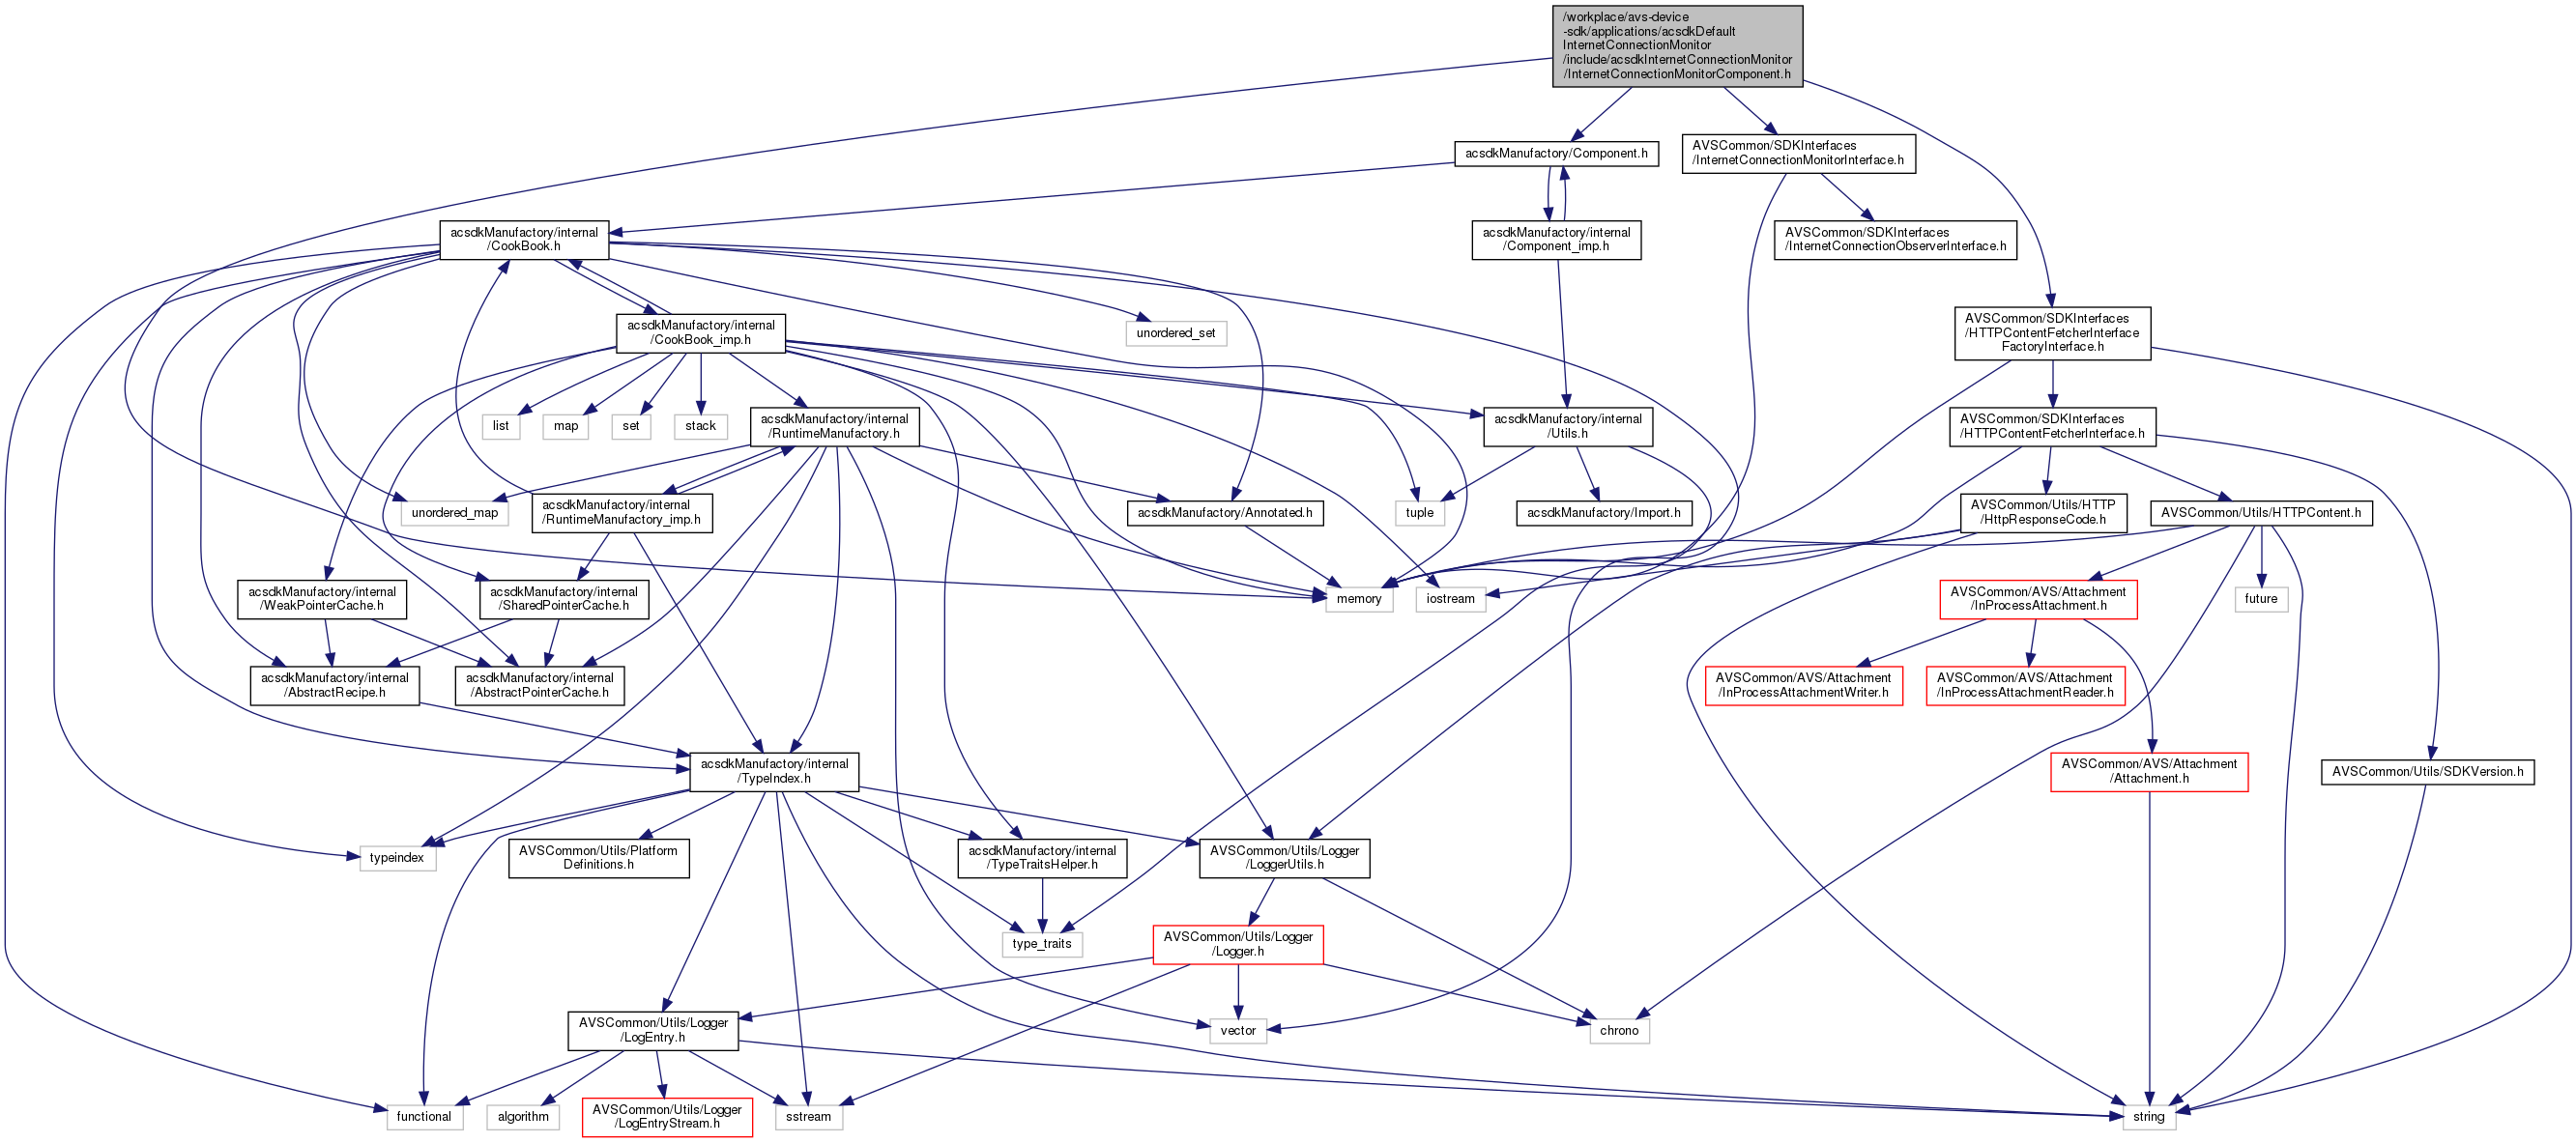 /workplace/avs-device
-sdk/applications/acsdkDefault
InternetConnectionMonitor
/include/acsdkInternetConnectionMonitor
/InternetConnectionMonitorComponent.h
acsdkManufactory/Component.h
AVSCommon/SDKInterfaces
/InternetConnectionMonitorInterface.h
acsdkManufactory/internal
/CookBook.h
acsdkManufactory/internal
/Component_imp.h
AVSCommon/SDKInterfaces
/InternetConnectionObserverInterface.h
acsdkManufactory/internal
/CookBook_imp.h
unordered_set
AVSCommon/SDKInterfaces
/HTTPContentFetcherInterface
FactoryInterface.h
list
map
set
stack
acsdkManufactory/internal
/RuntimeManufactory.h
acsdkManufactory/internal
/Utils.h
AVSCommon/SDKInterfaces
/HTTPContentFetcherInterface.h
unordered_map
acsdkManufactory/internal
/RuntimeManufactory_imp.h
acsdkManufactory/Annotated.h
tuple
acsdkManufactory/Import.h
AVSCommon/Utils/HTTP
/HttpResponseCode.h
AVSCommon/Utils/HTTPContent.h
acsdkManufactory/internal
/WeakPointerCache.h
acsdkManufactory/internal
/SharedPointerCache.h
memory
iostream
AVSCommon/AVS/Attachment
/InProcessAttachment.h
future
acsdkManufactory/internal
/AbstractRecipe.h
acsdkManufactory/internal
/AbstractPointerCache.h
AVSCommon/AVS/Attachment
/InProcessAttachmentWriter.h
AVSCommon/AVS/Attachment
/InProcessAttachmentReader.h
acsdkManufactory/internal
/TypeIndex.h
AVSCommon/AVS/Attachment
/Attachment.h
AVSCommon/Utils/SDKVersion.h
typeindex
AVSCommon/Utils/Platform
Definitions.h
acsdkManufactory/internal
/TypeTraitsHelper.h
AVSCommon/Utils/Logger
/LoggerUtils.h
type_traits
AVSCommon/Utils/Logger
/Logger.h
AVSCommon/Utils/Logger
/LogEntry.h
vector
chrono
functional
algorithm
AVSCommon/Utils/Logger
/LogEntryStream.h
sstream
string